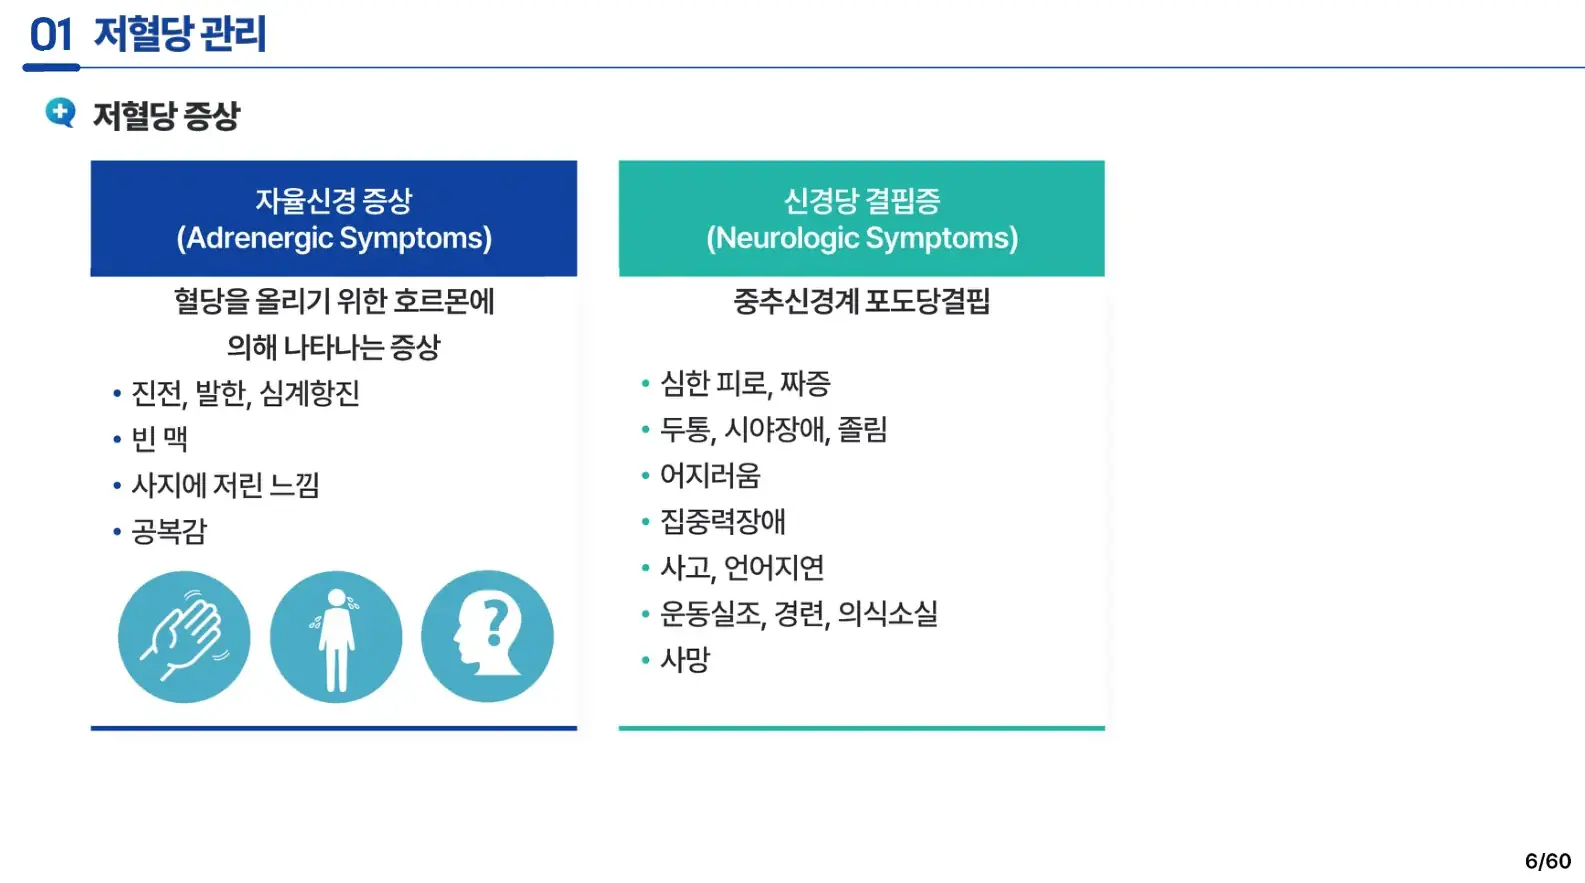 01 저혈당 관리
저혈당 증상
자율신경 증상
(Adrenergic Symptoms)
혈당을 올리기 위한 호르몬에
의해 나타나는 증상
• 진전, 발한, 심계항진
• 빈 맥
• 사지에 저린 느낌
• 공복감
?
신경당 결핍증
(Neurologic Symptoms)
중추신경계 포도당결핍
• 심한 피로, 짜증
• 두통, 시야장애, 졸림
• 어지러움
• 집중력장애
• 사고, 언어지연
• 운동실조, 경련, 의식소실
• 사망
6/60